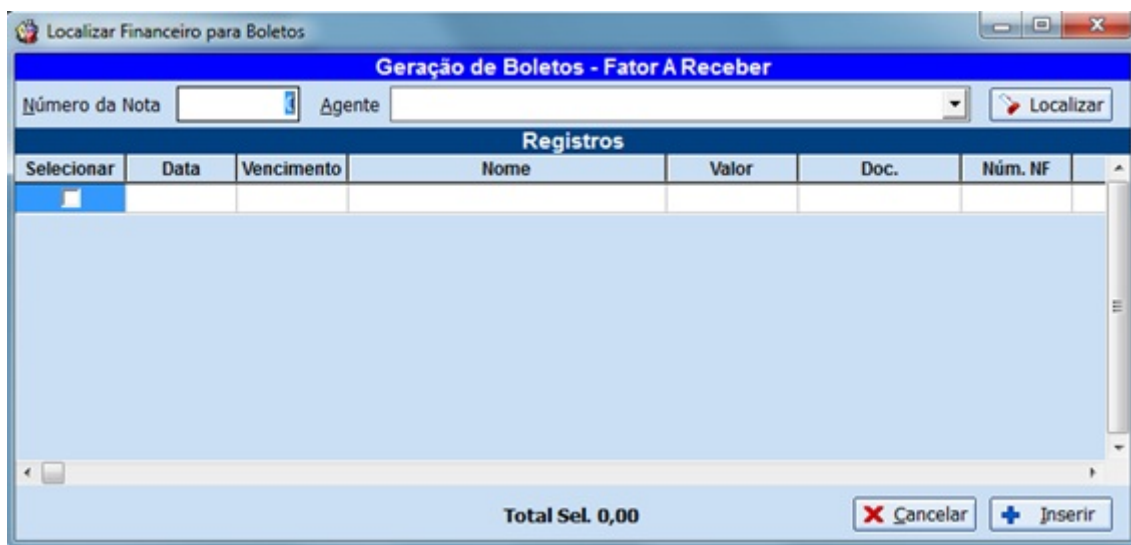 Localizar Financeiro para Boletos
Geração de Boletos - Fator A Receber
Número da Nota Agente Localizar
Registros
Selecionar Data Vencimento Nome Valor Doc. Núm. NF
Total Sel. 0,00 Cancelar Inserir